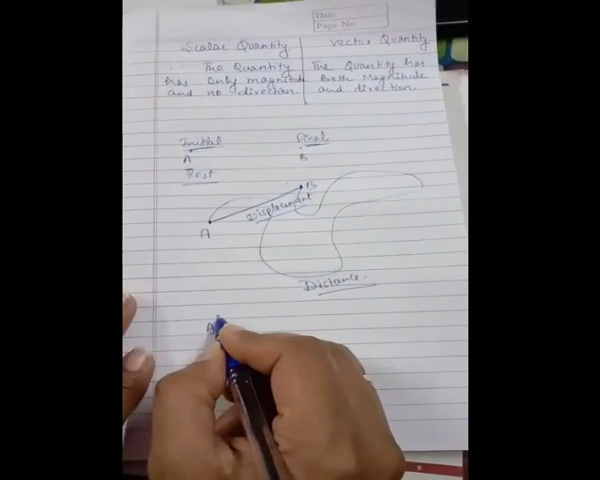 Date
Page No
Scalar Quantity
Vector Quantity
The Quantity
has only magnitude
and no direction.
The Quantity has
Both Magnitude
and direction.
Initial
Final
A
B
Rest
B
Displacement
A
Distance.
A
9